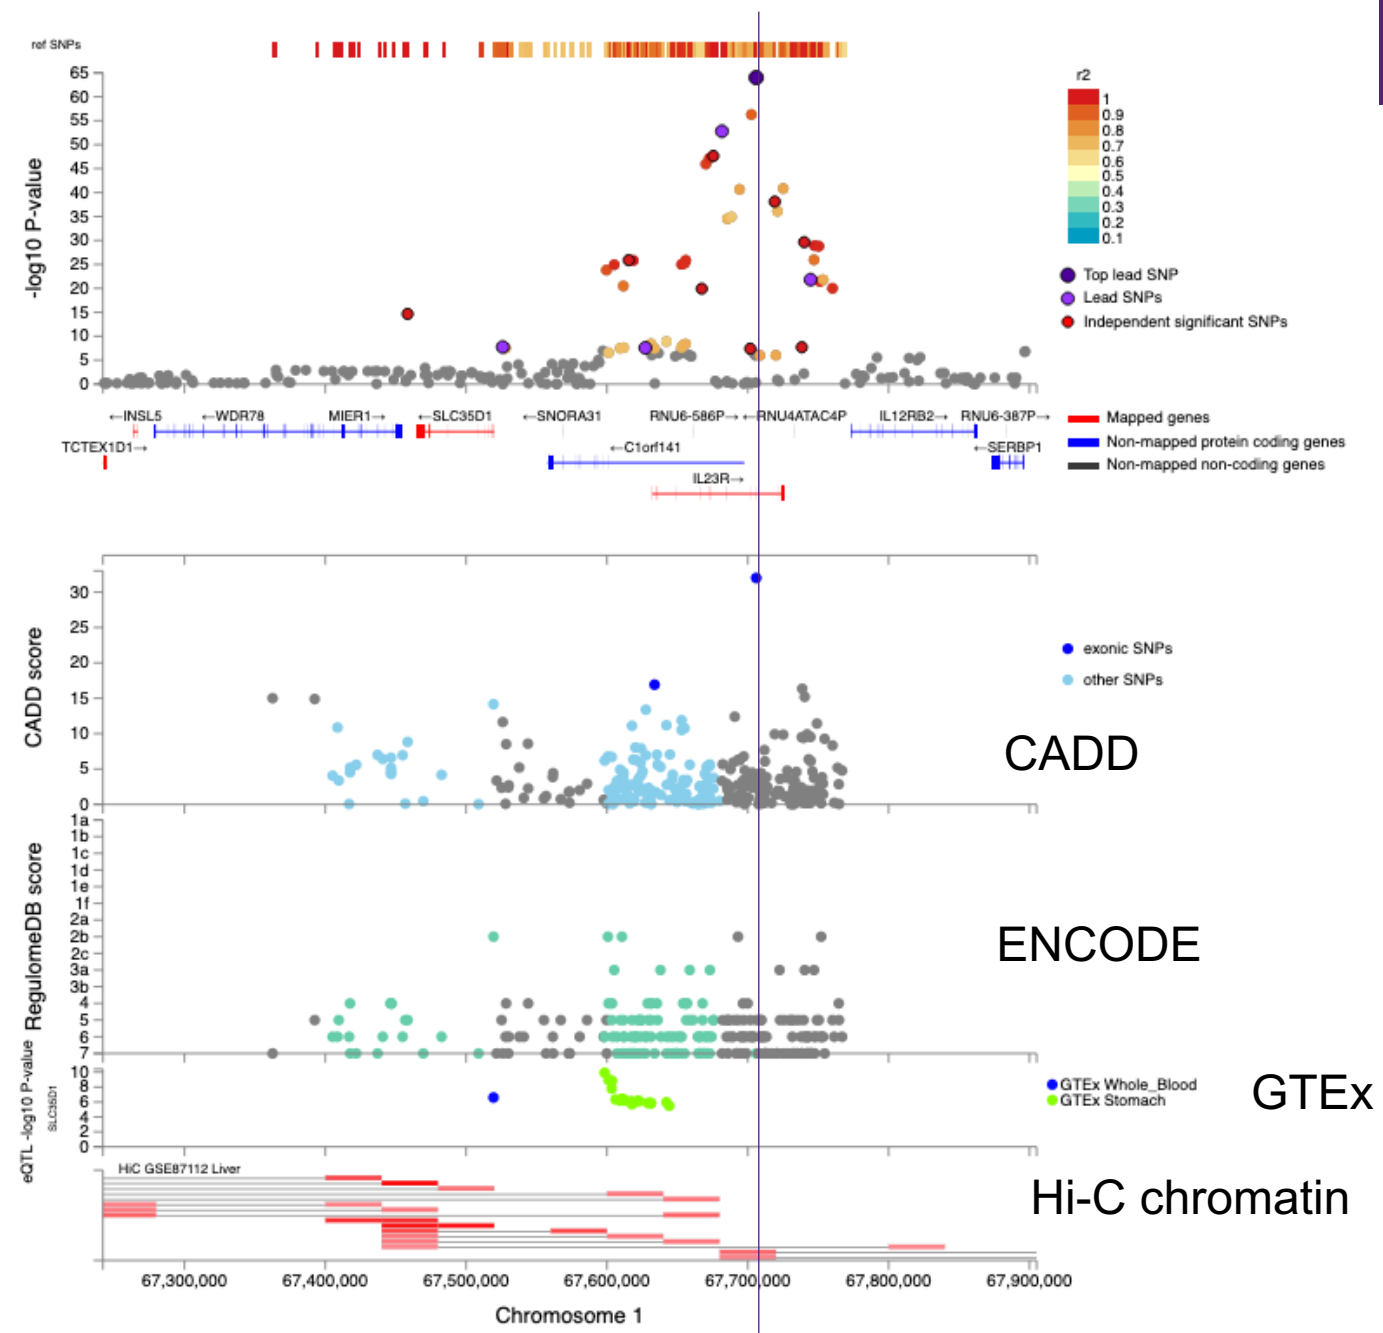 ref SNPs
65
60
55
50
45
40
35
30
25
20
15
10
5
0
-log10 P-value
r2
1
0.9
0.8
0.7
0.6
0.5
0.4
0.3
0.2
0.1
Top lead SNP
Lead SNPs
Independent significant SNPs
←INSL5 ←WDR78 MIER1→ ←SLC35D1 ←SNORA31 RNU6-586P→ ←RNU4ATAC4P IL12RB2→ RNU6-387P→
TCTEX1D1→ ←C1orf141 ←SERBP1
IL23R→
Mapped genes
Non-mapped protein coding genes
Non-mapped non-coding genes
30
25
20
15
10
5
0
CADD score
exonic SNPs
other SNPs
CADD
1a
1b
1c
1d
1e
1f
2a
2b
2c
3a
3b
4
5
6
7
RegulomeDB score
ENCODE
10
8
6
4
2
0
eQTL -log10 P-value
SLC35D1
GTEx Whole_Blood
GTEx Stomach
GTEx
HiC GSE87112 Liver
Hi-C chromatin
67,300,000 67,400,000 67,500,000 67,600,000 67,700,000 67,800,000 67,900,000
Chromosome 1